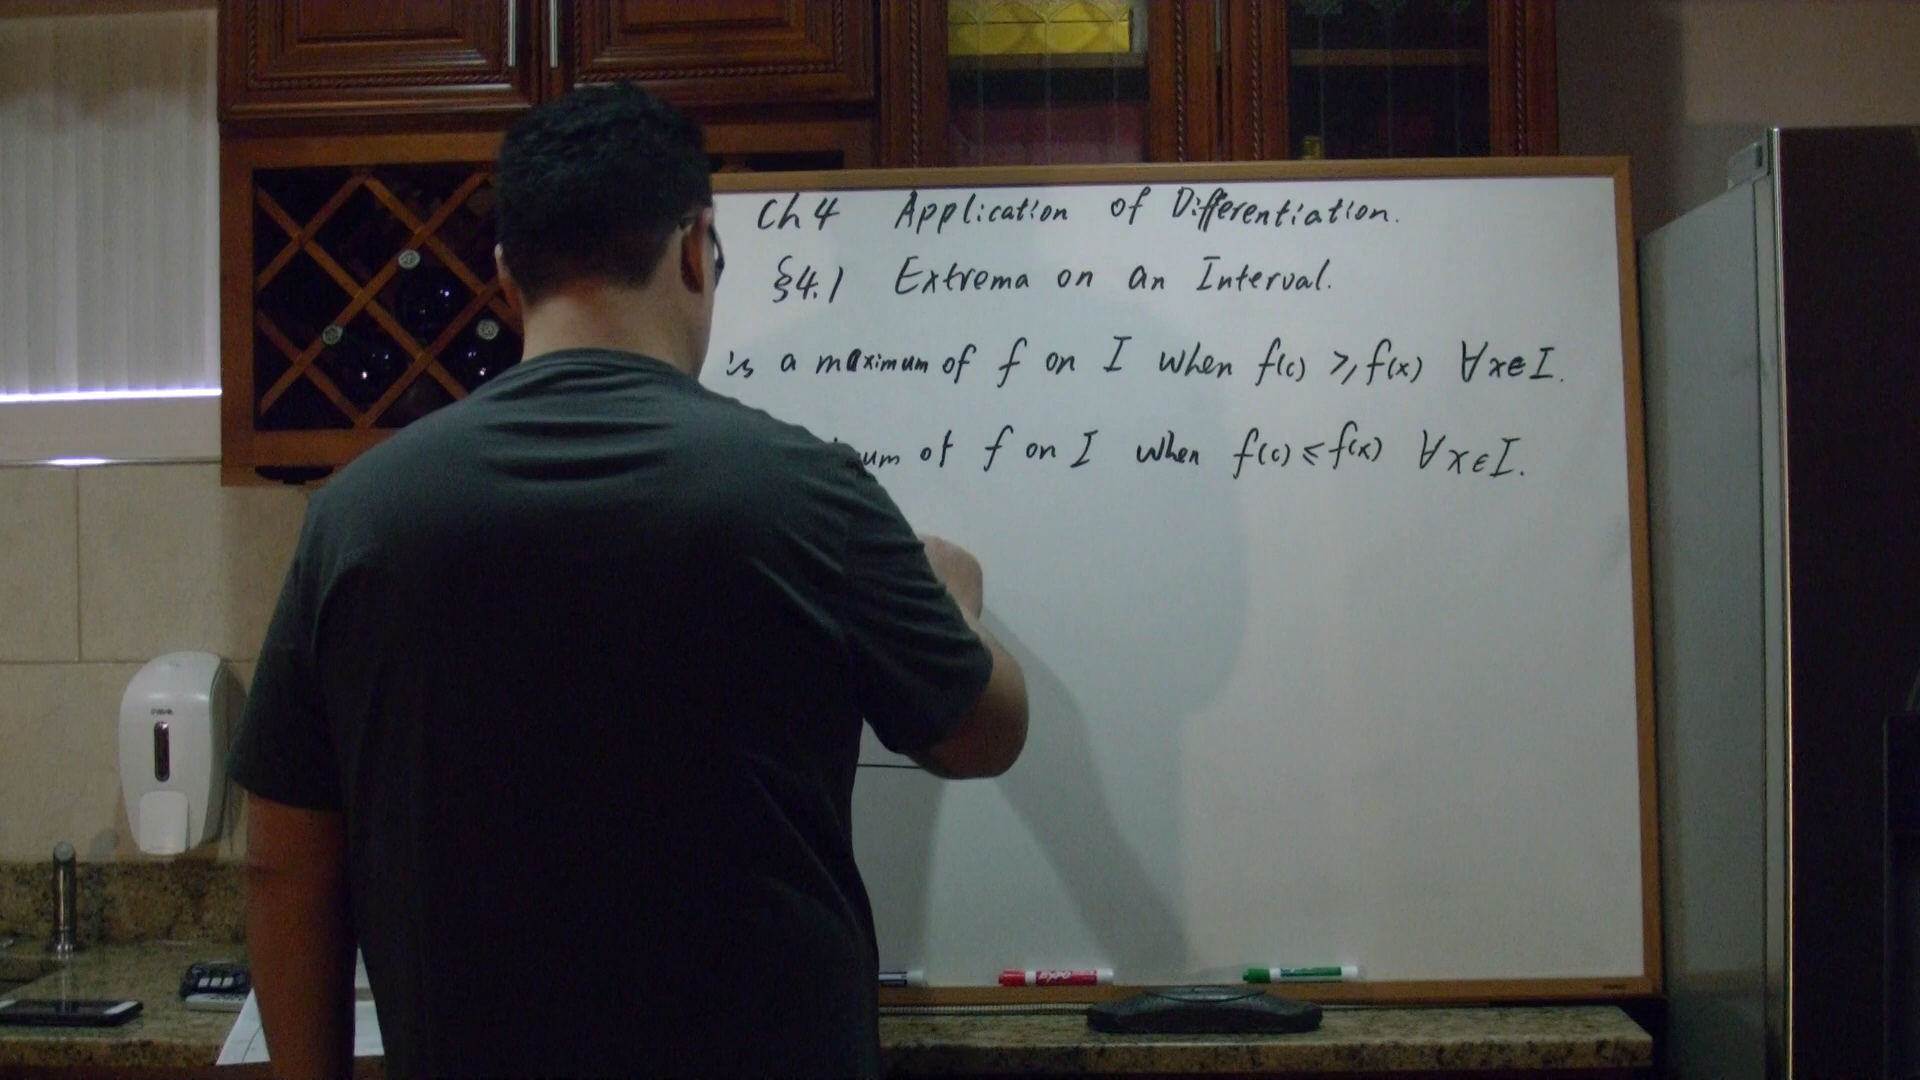 Ch 4 Application of Differentiation.
§4.1 Extrema on an Interval.
is a maximum of f on I when f(c) ⩾ f(x) ∀x∈I.
um of f on I when f(c) ⩽ f(x) ∀x∈I.
EXPO